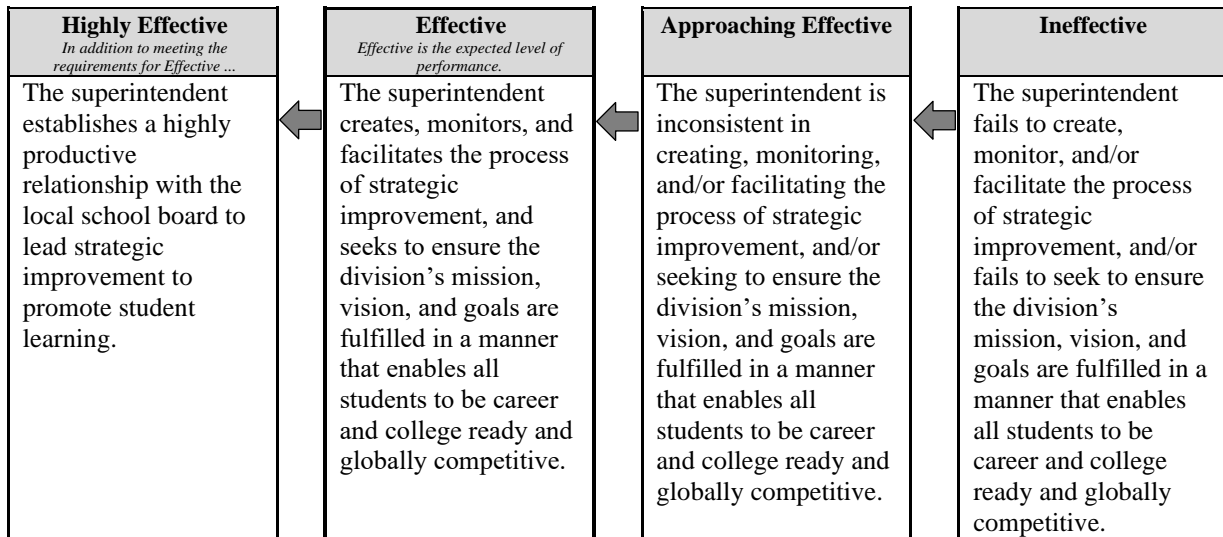 Highly Effective
In addition to meeting the
requirements for Effective ...
The superintendent
establishes a highly
productive
relationship with the
local school board to
lead strategic
improvement to
promote student
learning.
Effective
Effective is the expected level of
performance.
The superintendent
creates, monitors, and
facilitates the process
of strategic
improvement, and
seeks to ensure the
division’s mission,
vision, and goals are
fulfilled in a manner
that enables all
students to be career
and college ready and
globally competitive.
Approaching Effective
The superintendent is
inconsistent in
creating, monitoring,
and/or facilitating the
process of strategic
improvement, and/or
seeking to ensure the
division’s mission,
vision, and goals are
fulfilled in a manner
that enables all
students to be career
and college ready and
globally competitive.
Ineffective
The superintendent
fails to create,
monitor, and/or
facilitate the process
of strategic
improvement, and/or
fails to seek to ensure
the division’s
mission, vision, and
goals are fulfilled in a
manner that enables
all students to be
career and college
ready and globally
competitive.